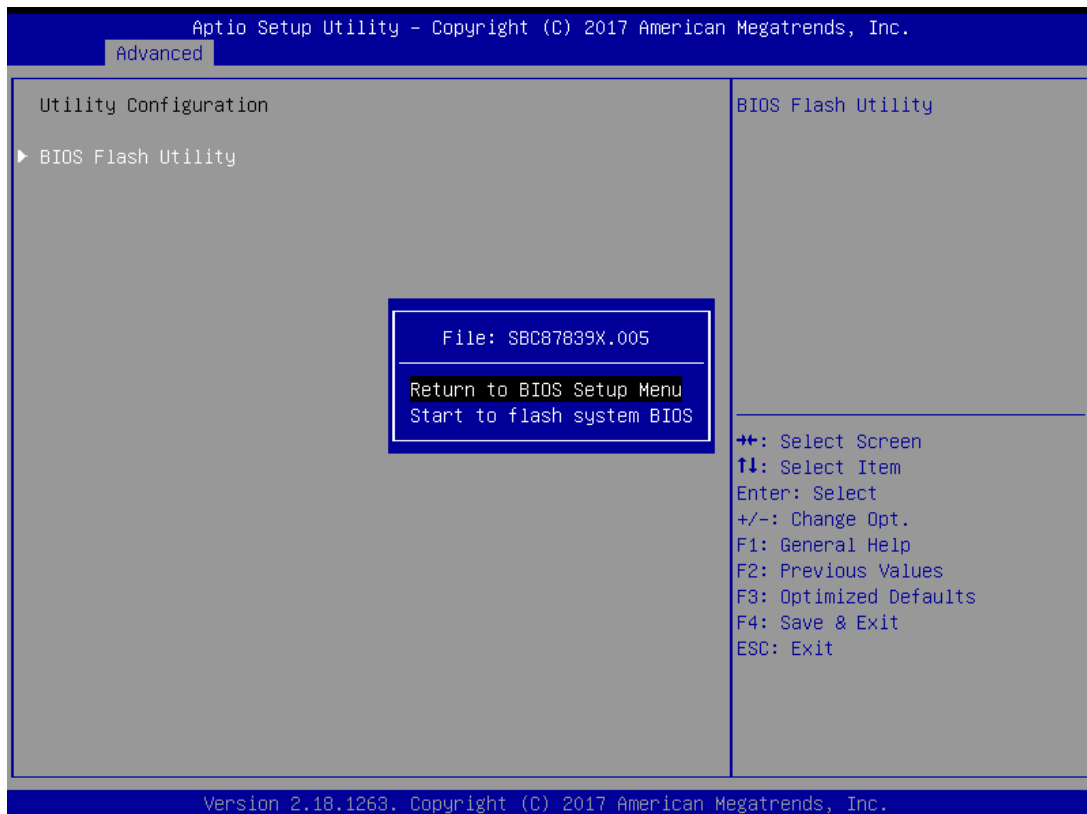 Aptio Setup Utility – Copyright (C) 2017 American Megatrends, Inc.
Advanced
Utility Configuration
BIOS Flash Utility
BIOS Flash Utility
File: SBC87839X.005
Return to BIOS Setup Menu
Start to flash system BIOS
→←: Select Screen
↑↓: Select Item
Enter: Select
+/-: Change Opt.
F1: General Help
F2: Previous Values
F3: Optimized Defaults
F4: Save & Exit
ESC: Exit
Version 2.18.1263. Copyright (C) 2017 American Megatrends, Inc.